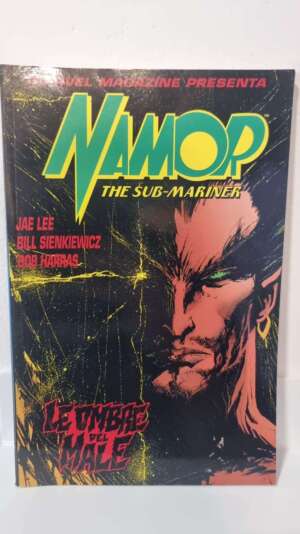 MARVEL MAGAZINE PRESENTA
NAMOR
THE SUB-MARINER
JAE LEE
BILL SIENKIEWICZ
BOB HARRAS
LE OMBRE
DEL
MALE